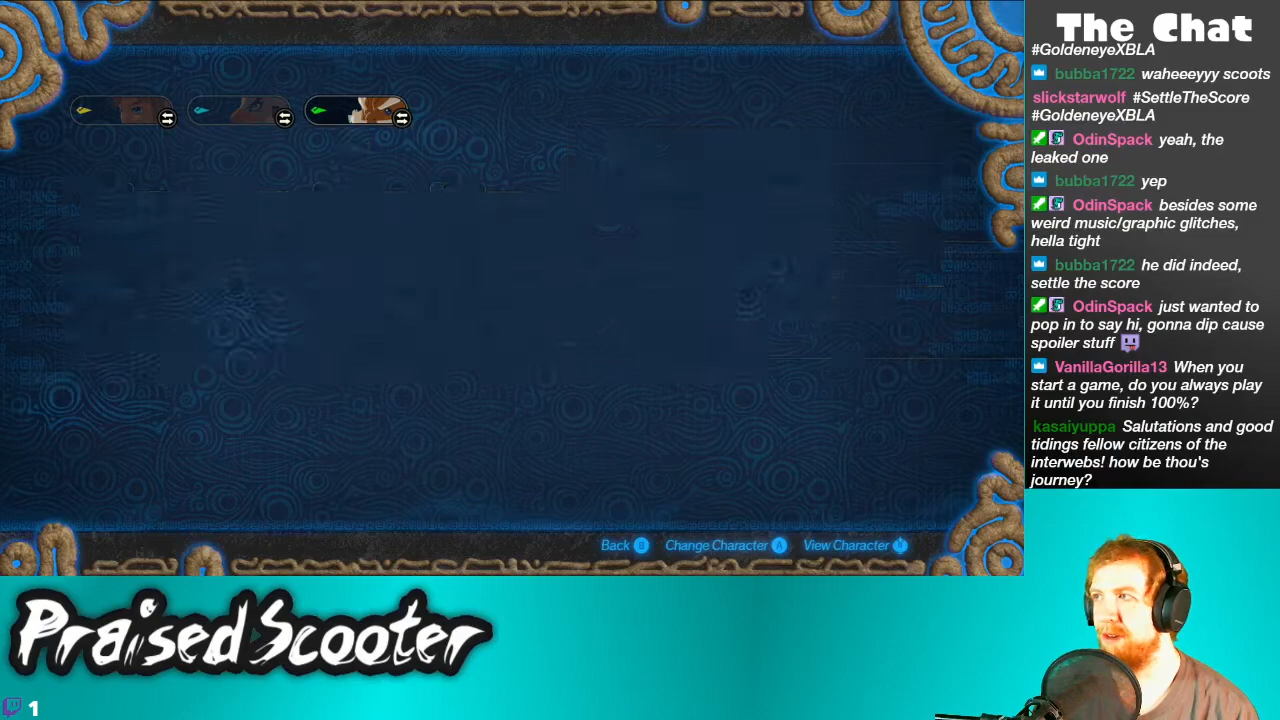 The Chat
#GoldeneyeXBLA
bubba1722 waheeeyyy scoots
slickstarwolf #SettleTheScore
#GoldeneyeXBLA
OdinSpack yeah, the
leaked one
bubba1722 yep
OdinSpack besides some
weird music/graphic glitches,
hella tight
bubba1722 he did indeed,
settle the score
OdinSpack just wanted to
pop in to say hi, gonna dip cause
spoiler stuff
VanillaGorilla13 When you
start a game, do you always play
it until you finish 100%?
kasaiyuppa Salutations and good
tidings fellow citizens of the
interwebs! how be thou's
journey?
Back B Change Character A View Character
PraisedScooter
1